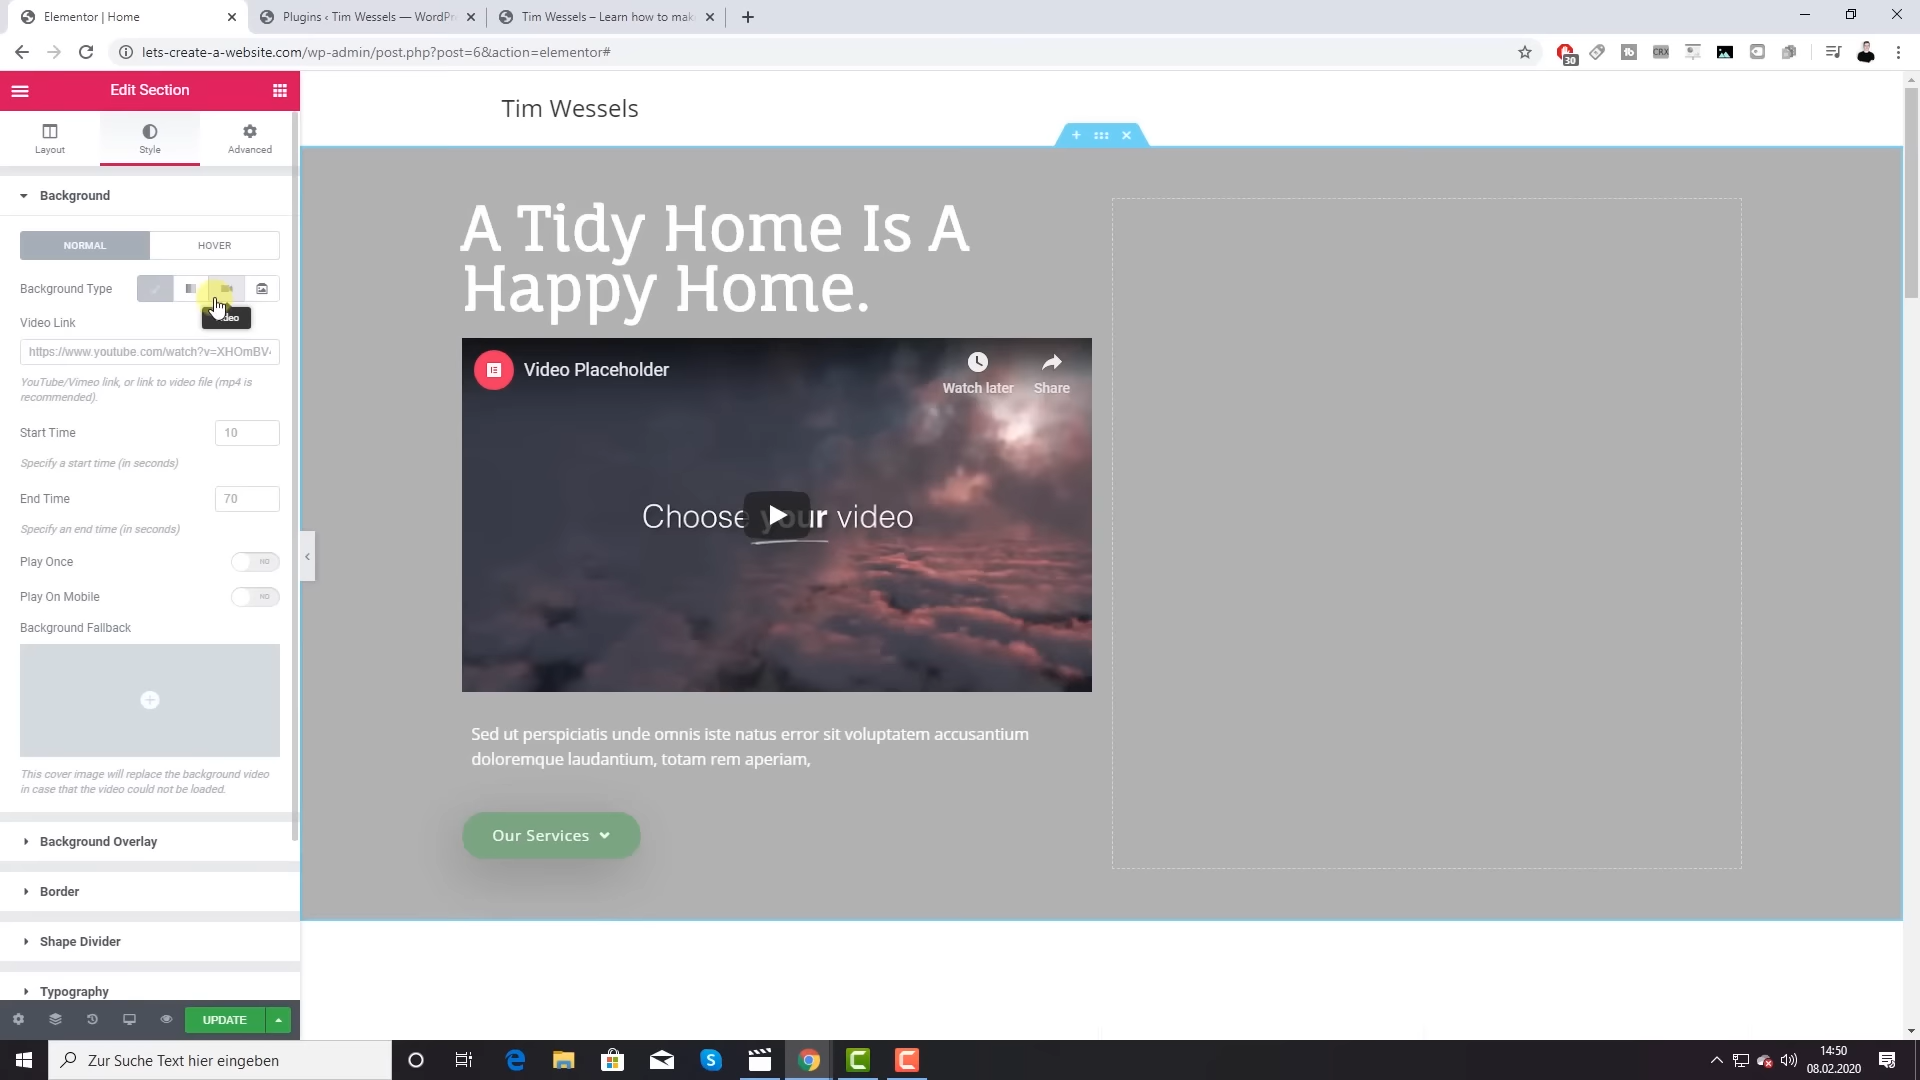 Elementor | Home
Plugins ‹ Tim Wessels — WordPr
Tim Wessels – Learn how to mak
lets-create-a-website.com/wp-admin/post.php?post=6&action=elementor#
CRX
30
Edit Section
Layout
Style
Advanced
Background
NORMAL
HOVER
Background Type
Video Link
https://www.youtube.com/watch?v=XHOmBV4
YouTube/Vimeo link, or link to video file (mp4 is
recommended).
Start Time
10
Specify a start time (in seconds)
End Time
70
Specify an end time (in seconds)
Play Once
NO
Play On Mobile
NO
Background Fallback
This cover image will replace the background video
in case that the video could not be loaded.
Background Overlay
Border
Shape Divider
Typography
UPDATE
Tim Wessels
A Tidy Home Is A
Happy Home.
Video Placeholder
Watch later
Share
Choose your video
Sed ut perspiciatis unde omnis iste natus error sit voluptatem accusantium
doloremque laudantium, totam rem aperiam,
Our Services
Zur Suche Text hier eingeben
14:50
08.02.2020